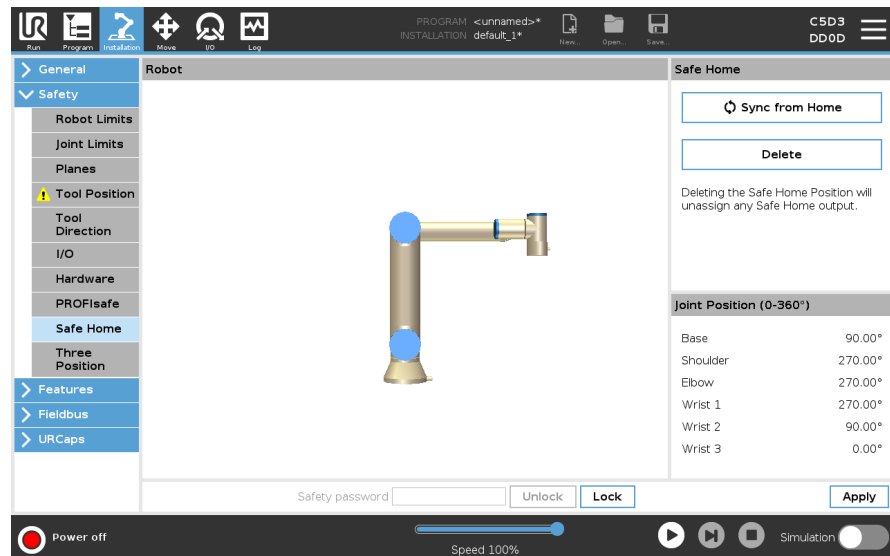 PROGRAM <unnamed>*
INSTALLATION default_1*
C5D3
DD0D
Run
Program
Installation
Move
I/O
Log
New...
Open...
Save...
General
Safety
Robot Limits
Joint Limits
Planes
Tool Position
Tool
Direction
I/O
Hardware
PROFIsafe
Safe Home
Three
Position
Features
Fieldbus
URCaps
Robot
Safe Home
Sync from Home
Delete
Deleting the Safe Home Position will
unassign any Safe Home output.
Joint Position (0-360°)
Base 90.00°
Shoulder 270.00°
Elbow 270.00°
Wrist 1 270.00°
Wrist 2 90.00°
Wrist 3 0.00°
Safety password
Unlock
Lock
Apply
Power off
Speed 100%
Simulation